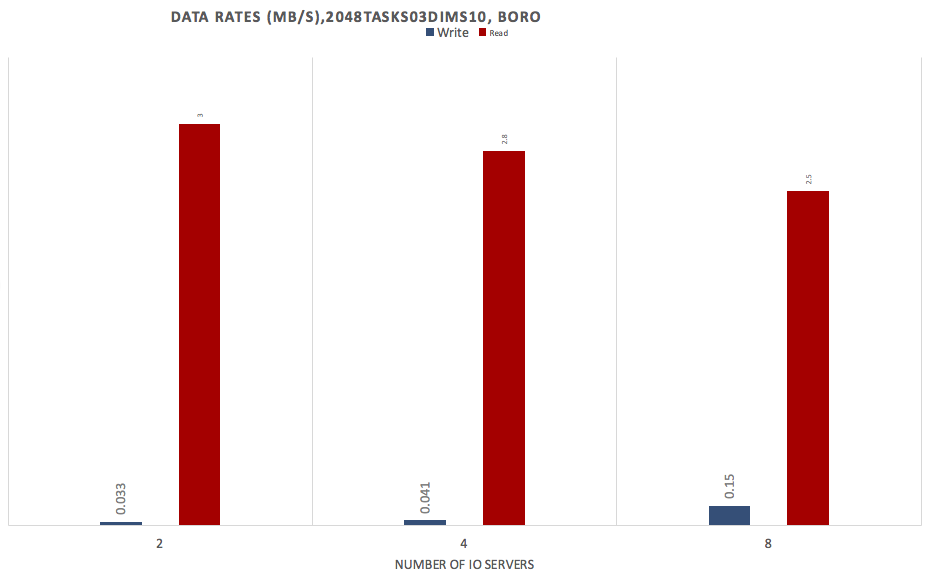 DATA RATES (MB/S),2048TASKS03DIMS10, BORO
Write Read
3
2.8
2.5
0.033
0.041
0.15
2 4 8
NUMBER OF IO SERVERS